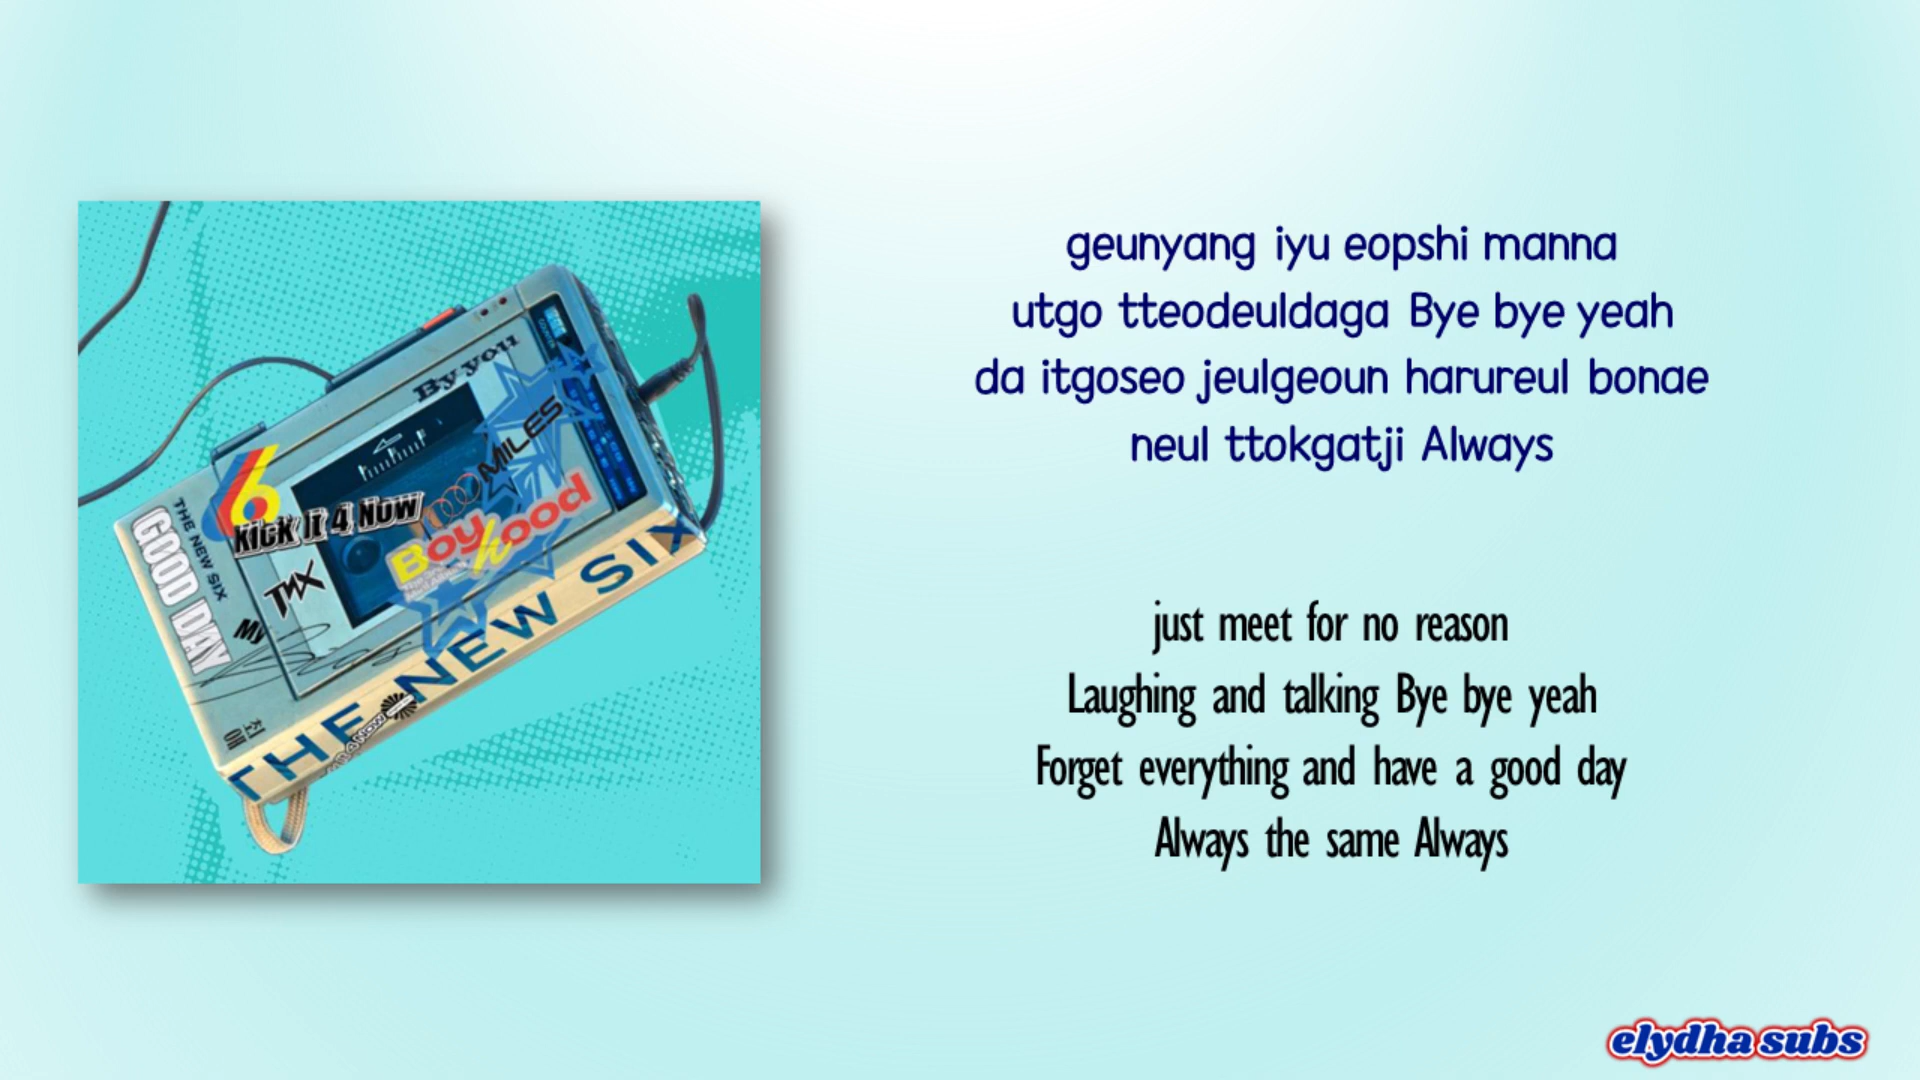 By you
MILES
6
Kick It 4 Now
Boyhood
THE NEW SIX
GOOD DAY
TNX
My
THE NEW SIX
geunyang iyu eopshi manna
utgo tteodeuldaga Bye bye yeah
da itgoseo jeulgeoun harureul bonae
neul ttokgatji Always
just meet for no reason
Laughing and talking Bye bye yeah
Forget everything and have a good day
Always the same Always
elydha subs